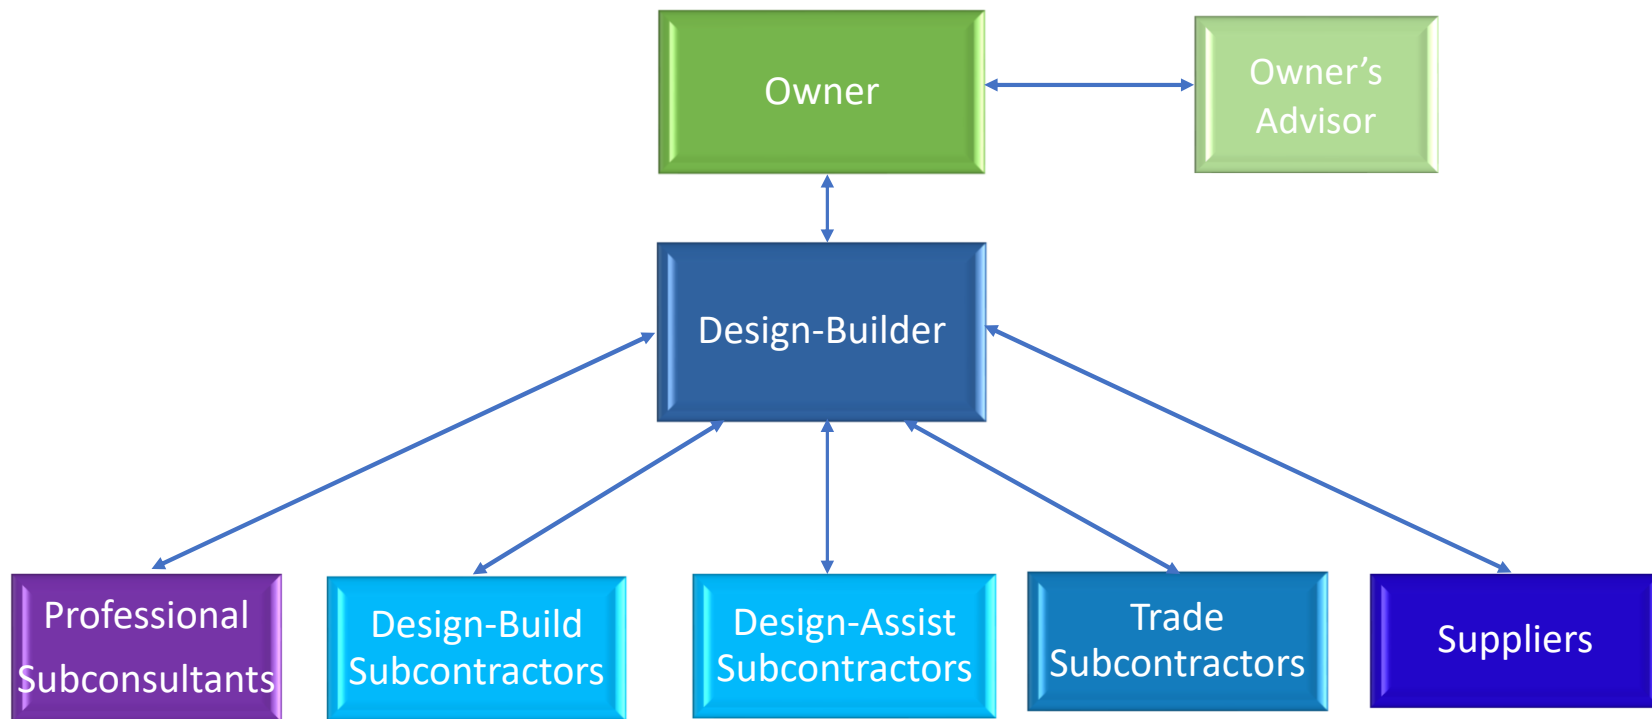 Owner
Owner’s
Advisor
Design-Builder
Professional
Subconsultants
Design-Build
Subcontractors
Design-Assist
Subcontractors
Trade
Subcontractors
Suppliers